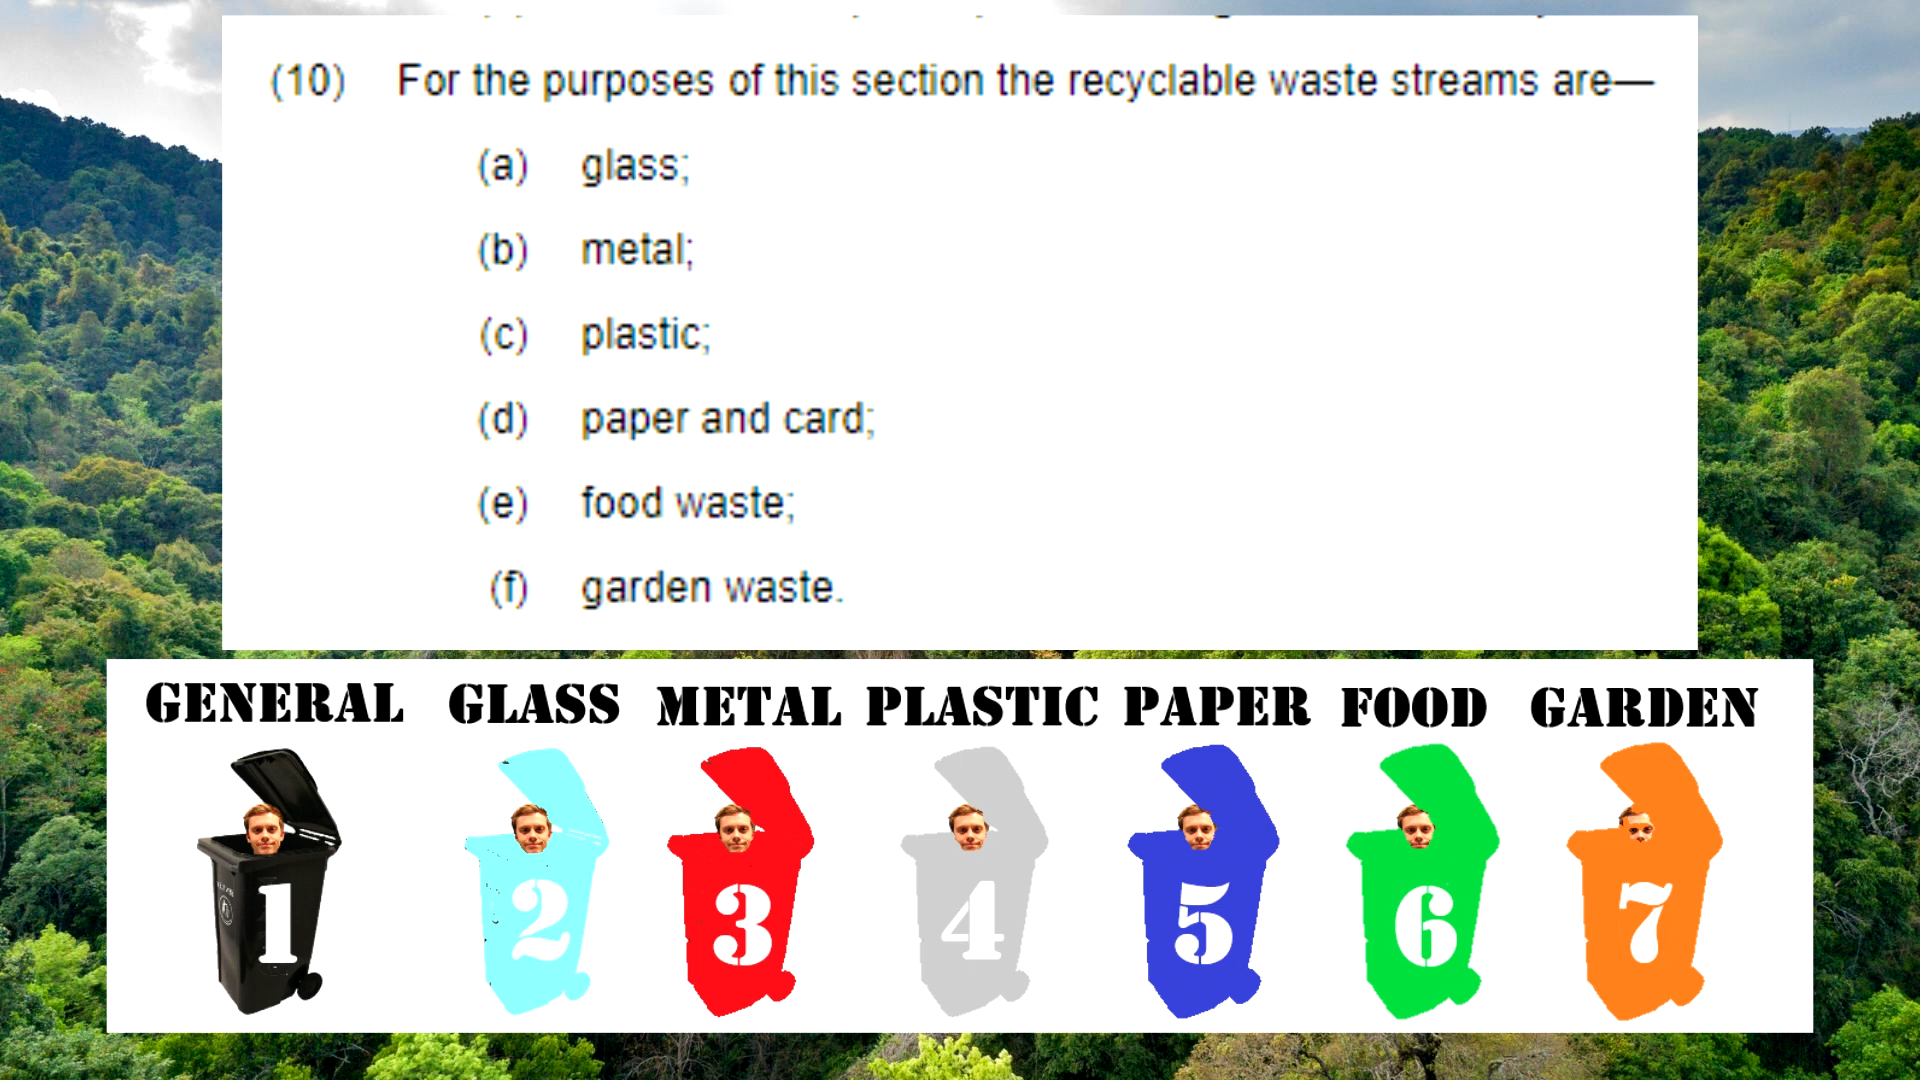 (10) For the purposes of this section the recyclable waste streams are—
(a) glass;
(b) metal;
(c) plastic;
(d) paper and card;
(e) food waste;
(f) garden waste.
GENERAL GLASS METAL PLASTIC PAPER FOOD GARDEN
1 2 3 4 5 6 7